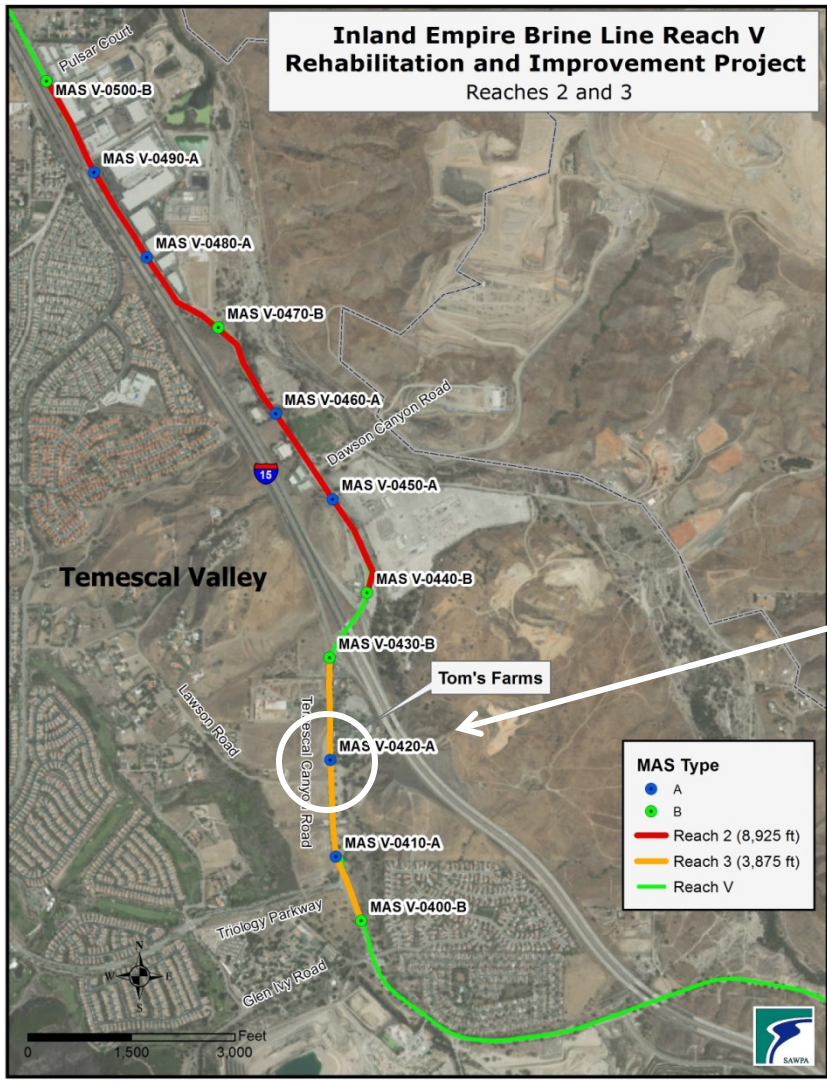 Inland Empire Brine Line Reach V
Rehabilitation and Improvement Project
Reaches 2 and 3
Pulsar Court
MAS V-0500-B
MAS V-0490-A
MAS V-0480-A
MAS V-0470-B
MAS V-0460-A
Dawson Canyon Road
15
MAS V-0450-A
Temescal Valley
MAS V-0440-B
MAS V-0430-B
Tom's Farms
Lawson Road
Temescal Canyon Road
MAS V-0420-A
MAS Type
A
B
Reach 2 (8,925 ft)
Reach 3 (3,875 ft)
Reach V
MAS V-0410-A
Triology Parkway
MAS V-0400-B
Glen Ivy Road
N
W E
S
Feet
0 1,500 3,000
SAWPA